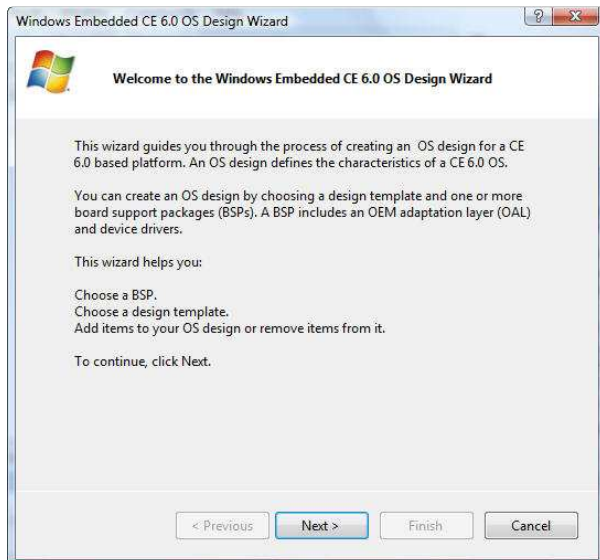 Windows Embedded CE 6.0 OS Design Wizard
Welcome to the Windows Embedded CE 6.0 OS Design Wizard
This wizard guides you through the process of creating an OS design for a CE
6.0 based platform. An OS design defines the characteristics of a CE 6.0 OS.
You can create an OS design by choosing a design template and one or more
board support packages (BSPs). A BSP includes an OEM adaptation layer (OAL)
and device drivers.
This wizard helps you:
Choose a BSP.
Choose a design template.
Add items to your OS design or remove items from it.
To continue, click Next.
< Previous Next > Finish Cancel